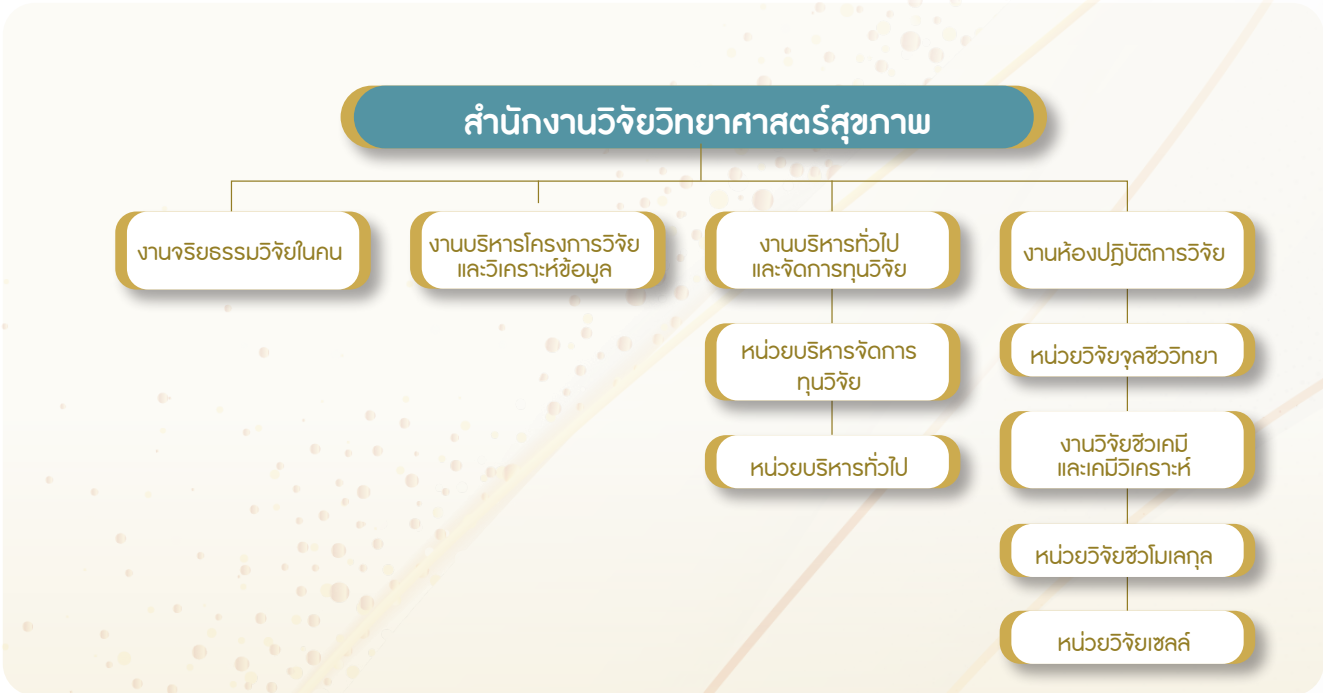 สำนักงานวิจัยวิทยาศาสตร์สุขภาพ
งานจริยธรรมวิจัยในคน
งานบริหารโครงการวิจัย
และวิเคราะห์ข้อมูล
งานบริหารทั่วไป
และจัดการทุนวิจัย
หน่วยบริหารจัดการ
ทุนวิจัย
หน่วยบริหารทั่วไป
งานห้องปฏิบัติการวิจัย
หน่วยวิจัยจุลชีววิทยา
งานวิจัยชีวเคมี
และเคมีวิเคราะห์
หน่วยวิจัยชีวโมเลกุล
หน่วยวิจัยเซลล์